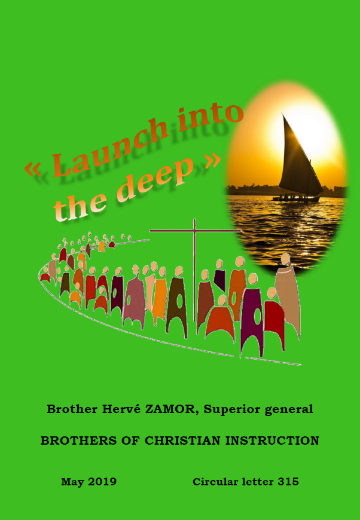 « Launch into
the deep »
Brother Hervé ZAMOR, Superior general
BROTHERS OF CHRISTIAN INSTRUCTION
May 2019 Circular letter 315